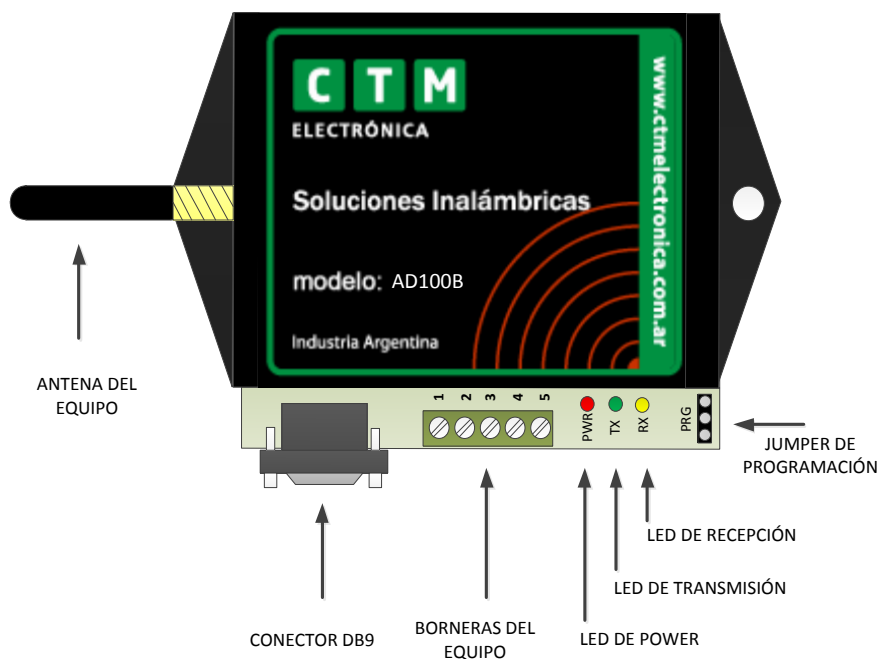 CTM
ELECTRÓNICA
www.ctmelectronica.com.ar
Soluciones Inalámbricas
modelo: AD100B
Industria Argentina
ANTENA DEL
EQUIPO
1 2 3 4 5
PWR TX RX PRG
JUMPER DE
PROGRAMACIÓN
LED DE RECEPCIÓN
LED DE TRANSMISIÓN
CONECTOR DB9
BORNERAS DEL
EQUIPO
LED DE POWER